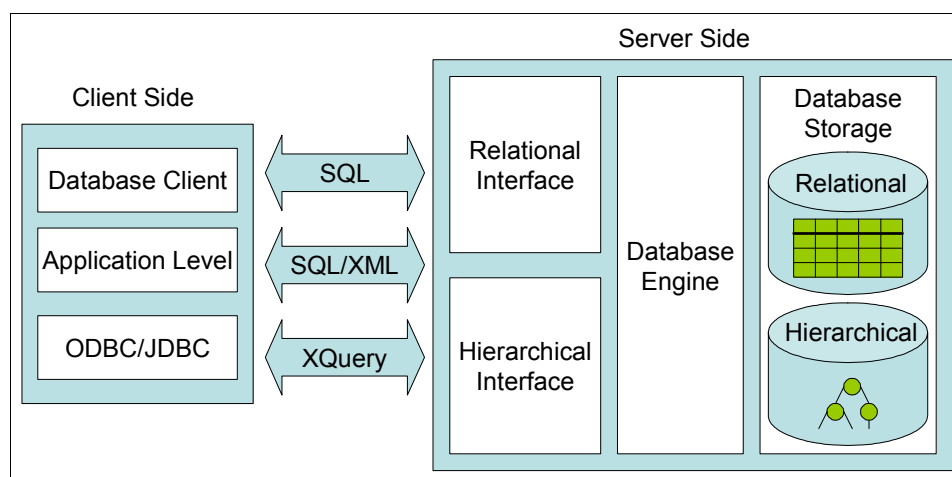 Server Side
Client Side
Database Client
Application Level
ODBC/JDBC
SQL
SQL/XML
XQuery
Relational
Interface
Hierarchical
Interface
Database
Engine
Database
Storage
Relational
Hierarchical